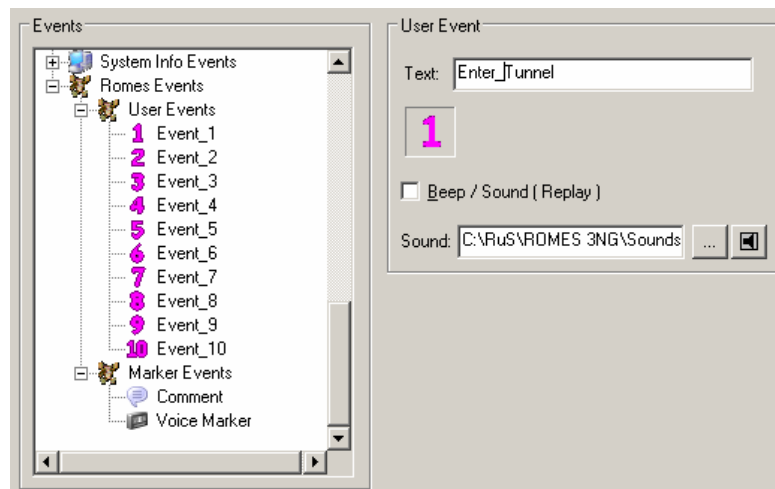 Events
System Info Events
Romes Events
User Events
1 Event_1
2 Event_2
3 Event_3
4 Event_4
5 Event_5
6 Event_6
7 Event_7
8 Event_8
9 Event_9
10 Event_10
Marker Events
Comment
Voice Marker
User Event
Text: Enter_Tunnel
1
Beep / Sound ( Replay )
Sound: C:\RuS\ROMES 3NG\Sounds ...